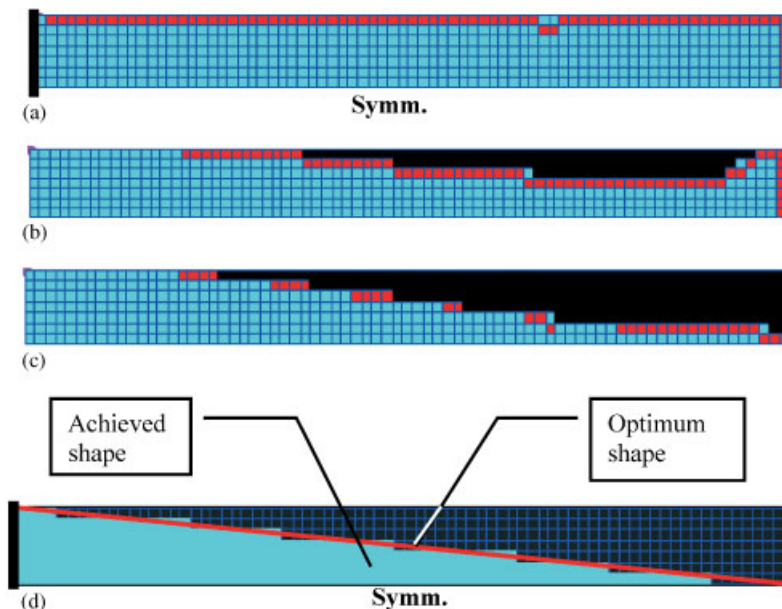 (a)
Symm.
(b)
(c)
Achieved
shape
Optimum
shape
(d)
Symm.